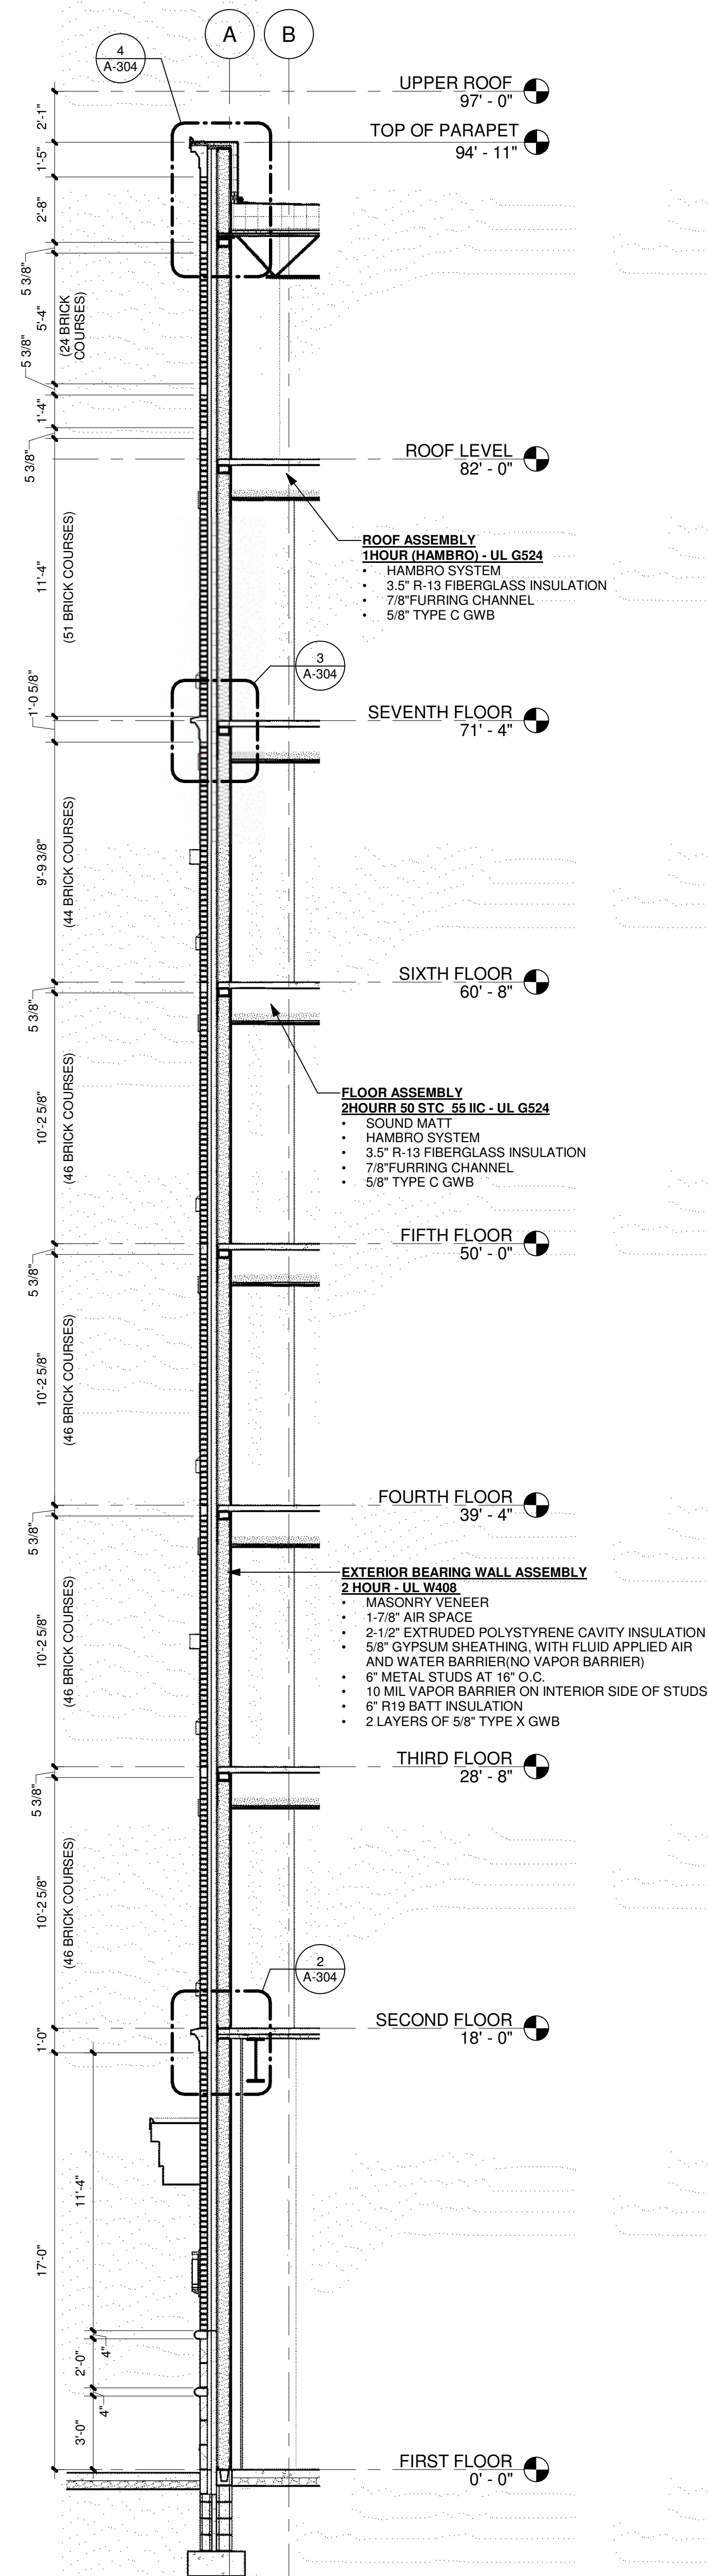 A
B
4
A-304
UPPER ROOF
97' - 0"
2'-1"
TOP OF PARAPET
94' - 11"
1'-5"
2'-8"
5 3/8"
5'-4"
(24 BRICK
COURSES)
5 3/8"
1'-4"
5 3/8"
ROOF LEVEL
82' - 0"
ROOF ASSEMBLY
1HOUR (HAMBRO) - UL G524
• HAMBRO SYSTEM
• 3.5" R-13 FIBERGLASS INSULATION
• 7/8"FURRING CHANNEL
• 5/8" TYPE C GWB
11'-4"
(51 BRICK COURSES)
3
A-304
1'-0 5/8"
SEVENTH FLOOR
71' - 4"
9'-9 3/8"
(44 BRICK COURSES)
SIXTH FLOOR
60' - 8"
5 3/8"
FLOOR ASSEMBLY
2HOURR 50 STC 55 IIC - UL G524
• SOUND MATT
• HAMBRO SYSTEM
• 3.5" R-13 FIBERGLASS INSULATION
• 7/8"FURRING CHANNEL
• 5/8" TYPE C GWB
10'-2 5/8"
(46 BRICK COURSES)
FIFTH FLOOR
50' - 0"
5 3/8"
10'-2 5/8"
(46 BRICK COURSES)
FOURTH FLOOR
39' - 4"
5 3/8"
EXTERIOR BEARING WALL ASSEMBLY
2 HOUR - UL W408
• MASONRY VENEER
• 1-7/8" AIR SPACE
• 2-1/2" EXTRUDED POLYSTYRENE CAVITY INSULATION
• 5/8" GYPSUM SHEATHING, WITH FLUID APPLIED AIR
AND WATER BARRIER(NO VAPOR BARRIER)
• 6" METAL STUDS AT 16" O.C.
• 10 MIL VAPOR BARRIER ON INTERIOR SIDE OF STUDS
• 6" R19 BATT INSULATION
• 2 LAYERS OF 5/8" TYPE X GWB
10'-2 5/8"
(46 BRICK COURSES)
THIRD FLOOR
28' - 8"
5 3/8"
10'-2 5/8"
(46 BRICK COURSES)
2
A-304
SECOND FLOOR
18' - 0"
1'-0"
11'-4"
17'-0"
4"
2'-0"
4"
3'-0"
FIRST FLOOR
0' - 0"